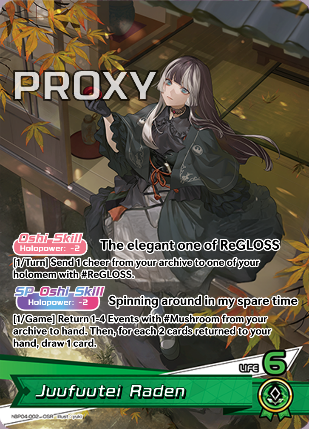 PROXY
Oshi Skill
Holopower: -2
The elegant one of ReGLOSS
[1/Turn] Send 1 cheer from your archive to one of your
holomem with #ReGLOSS.
SP Oshi Skill
Holopower: -2
Spinning around in my spare time
[1/Game] Return 1-4 Events with #Mushroom from your
archive to hand. Then, for each 2 cards returned to your
hand, draw 1 card.
LIFE 6
Juufuutei Raden
hBP04-002 OSR